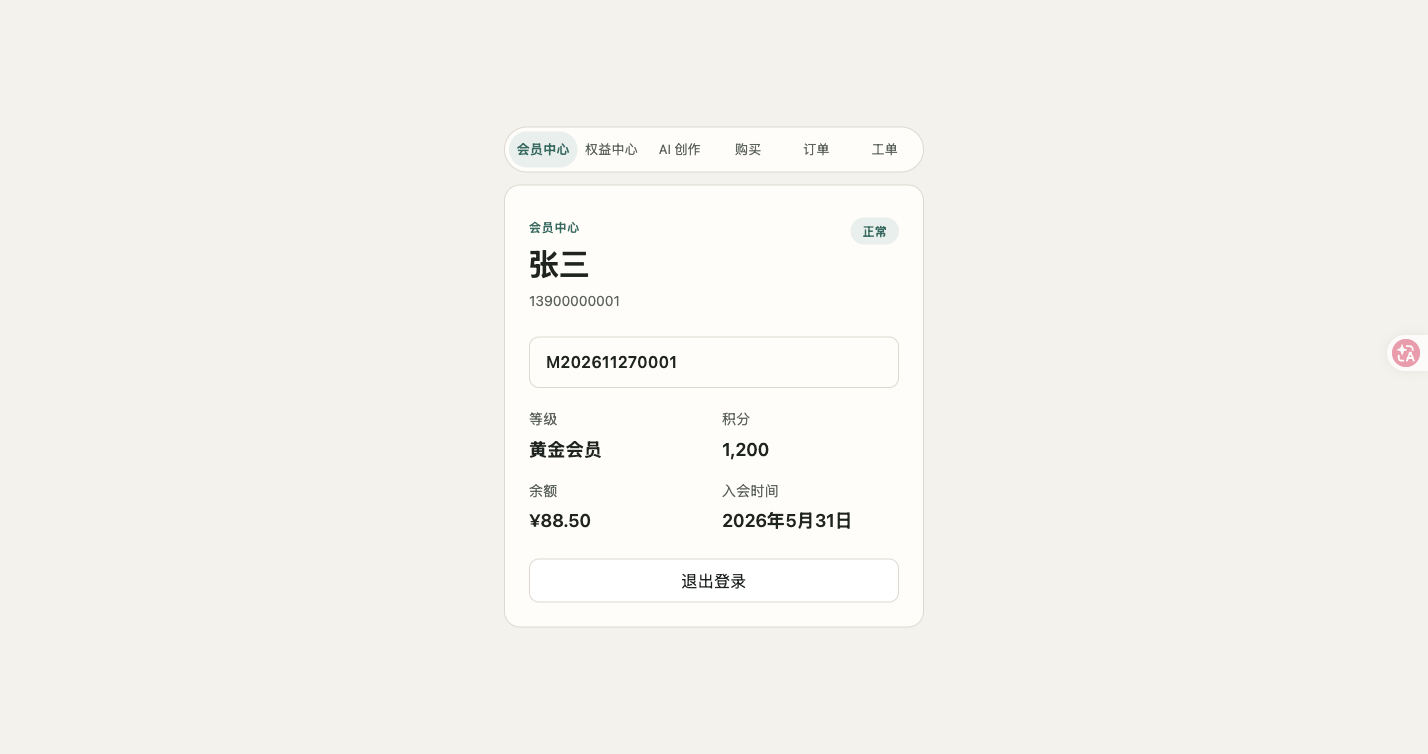 会员中心 权益中心 AI 创作 购买 订单 工单
会员中心
正常
张三
13900000001
M202611270001
等级 积分
黄金会员 1,200
余额 入会时间
¥88.50 2026年5月31日
退出登录